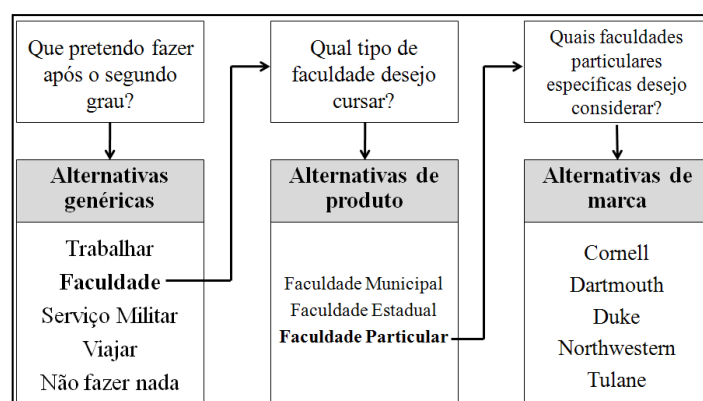 Que pretendo fazer
após o segundo
grau?
Alternativas
genéricas
Trabalhar
Faculdade
Serviço Militar
Viajar
Não fazer nada
Qual tipo de
faculdade desejo
cursar?
Alternativas de
produto
Faculdade Municipal
Faculdade Estadual
Faculdade Particular
Quais faculdades
particulares
específicas desejo
considerar?
Alternativas de
marca
Cornell
Dartmouth
Duke
Northwestern
Tulane